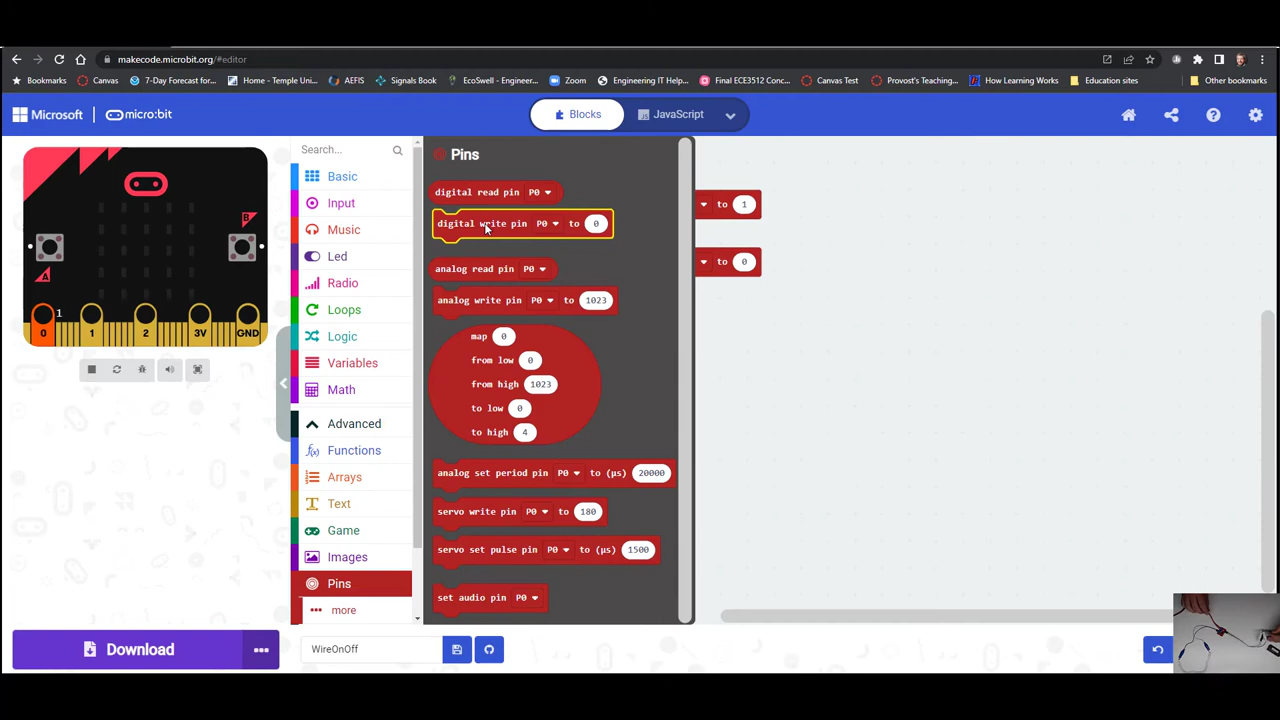 makecode.microbit.org/#editor
Bookmarks Canvas 7-Day Forecast for... Home - Temple Uni... AEFIS Signals Book EcoSwell - Engineer... Zoom Engineering IT Help... Final ECE3512 Conc... Canvas Test Provost's Teaching... How Learning Works Education sites Other bookmarks
Microsoft micro:bit Blocks JavaScript
Search...
Basic
Input
Music
Led
Radio
Loops
Logic
Variables
Math
Advanced
Functions
Arrays
Text
Game
Images
Pins
more
B
A
1
0 1 2 3V GND
Pins
digital read pin P0
digital write pin P0 to 0
analog read pin P0
analog write pin P0 to 1023
map 0
from low 0
from high 1023
to low 0
to high 4
analog set period pin P0 to (µs) 20000
servo write pin P0 to 180
servo set pulse pin P0 to (µs) 1500
set audio pin P0
to 1
to 0
Download
WireOnOff